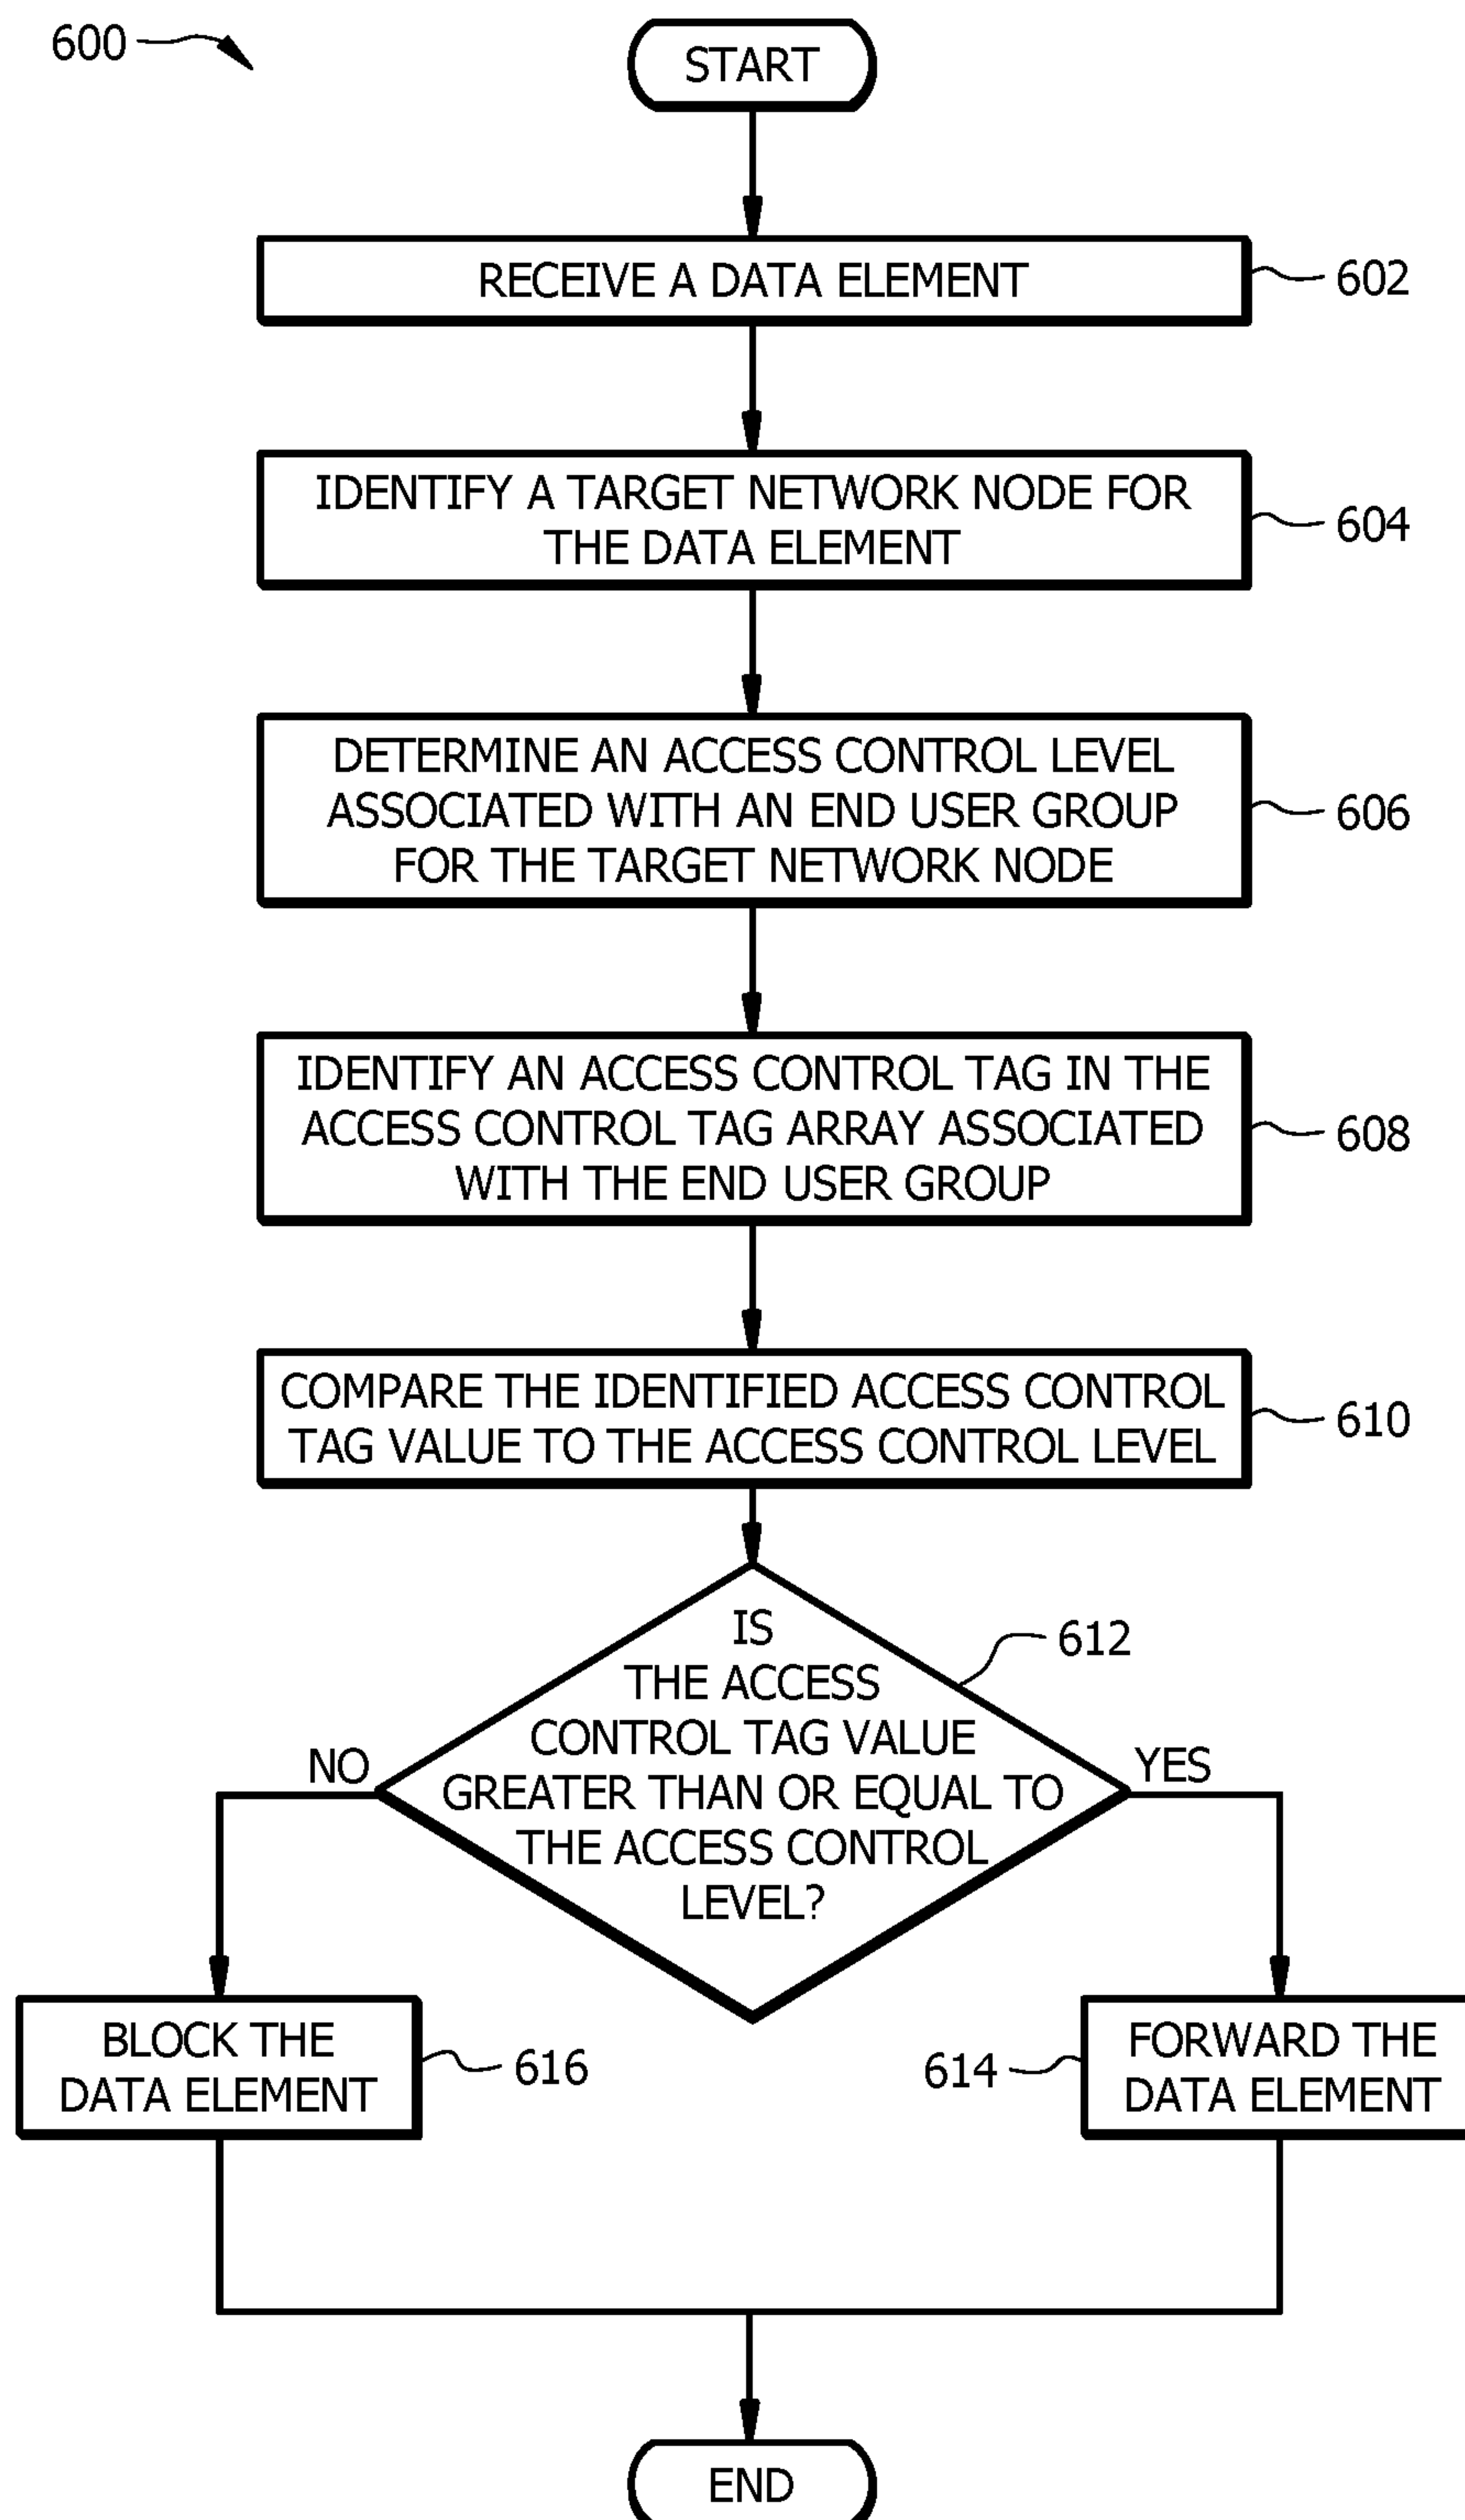 600
START
RECEIVE A DATA ELEMENT
602
IDENTIFY A TARGET NETWORK NODE FOR
THE DATA ELEMENT
604
DETERMINE AN ACCESS CONTROL LEVEL
ASSOCIATED WITH AN END USER GROUP
FOR THE TARGET NETWORK NODE
606
IDENTIFY AN ACCESS CONTROL TAG IN THE
ACCESS CONTROL TAG ARRAY ASSOCIATED
WITH THE END USER GROUP
608
COMPARE THE IDENTIFIED ACCESS CONTROL
TAG VALUE TO THE ACCESS CONTROL LEVEL
610
IS
THE ACCESS
CONTROL TAG VALUE
GREATER THAN OR EQUAL TO
THE ACCESS CONTROL
LEVEL?
612
NO
YES
BLOCK THE
DATA ELEMENT
616
614
FORWARD THE
DATA ELEMENT
END